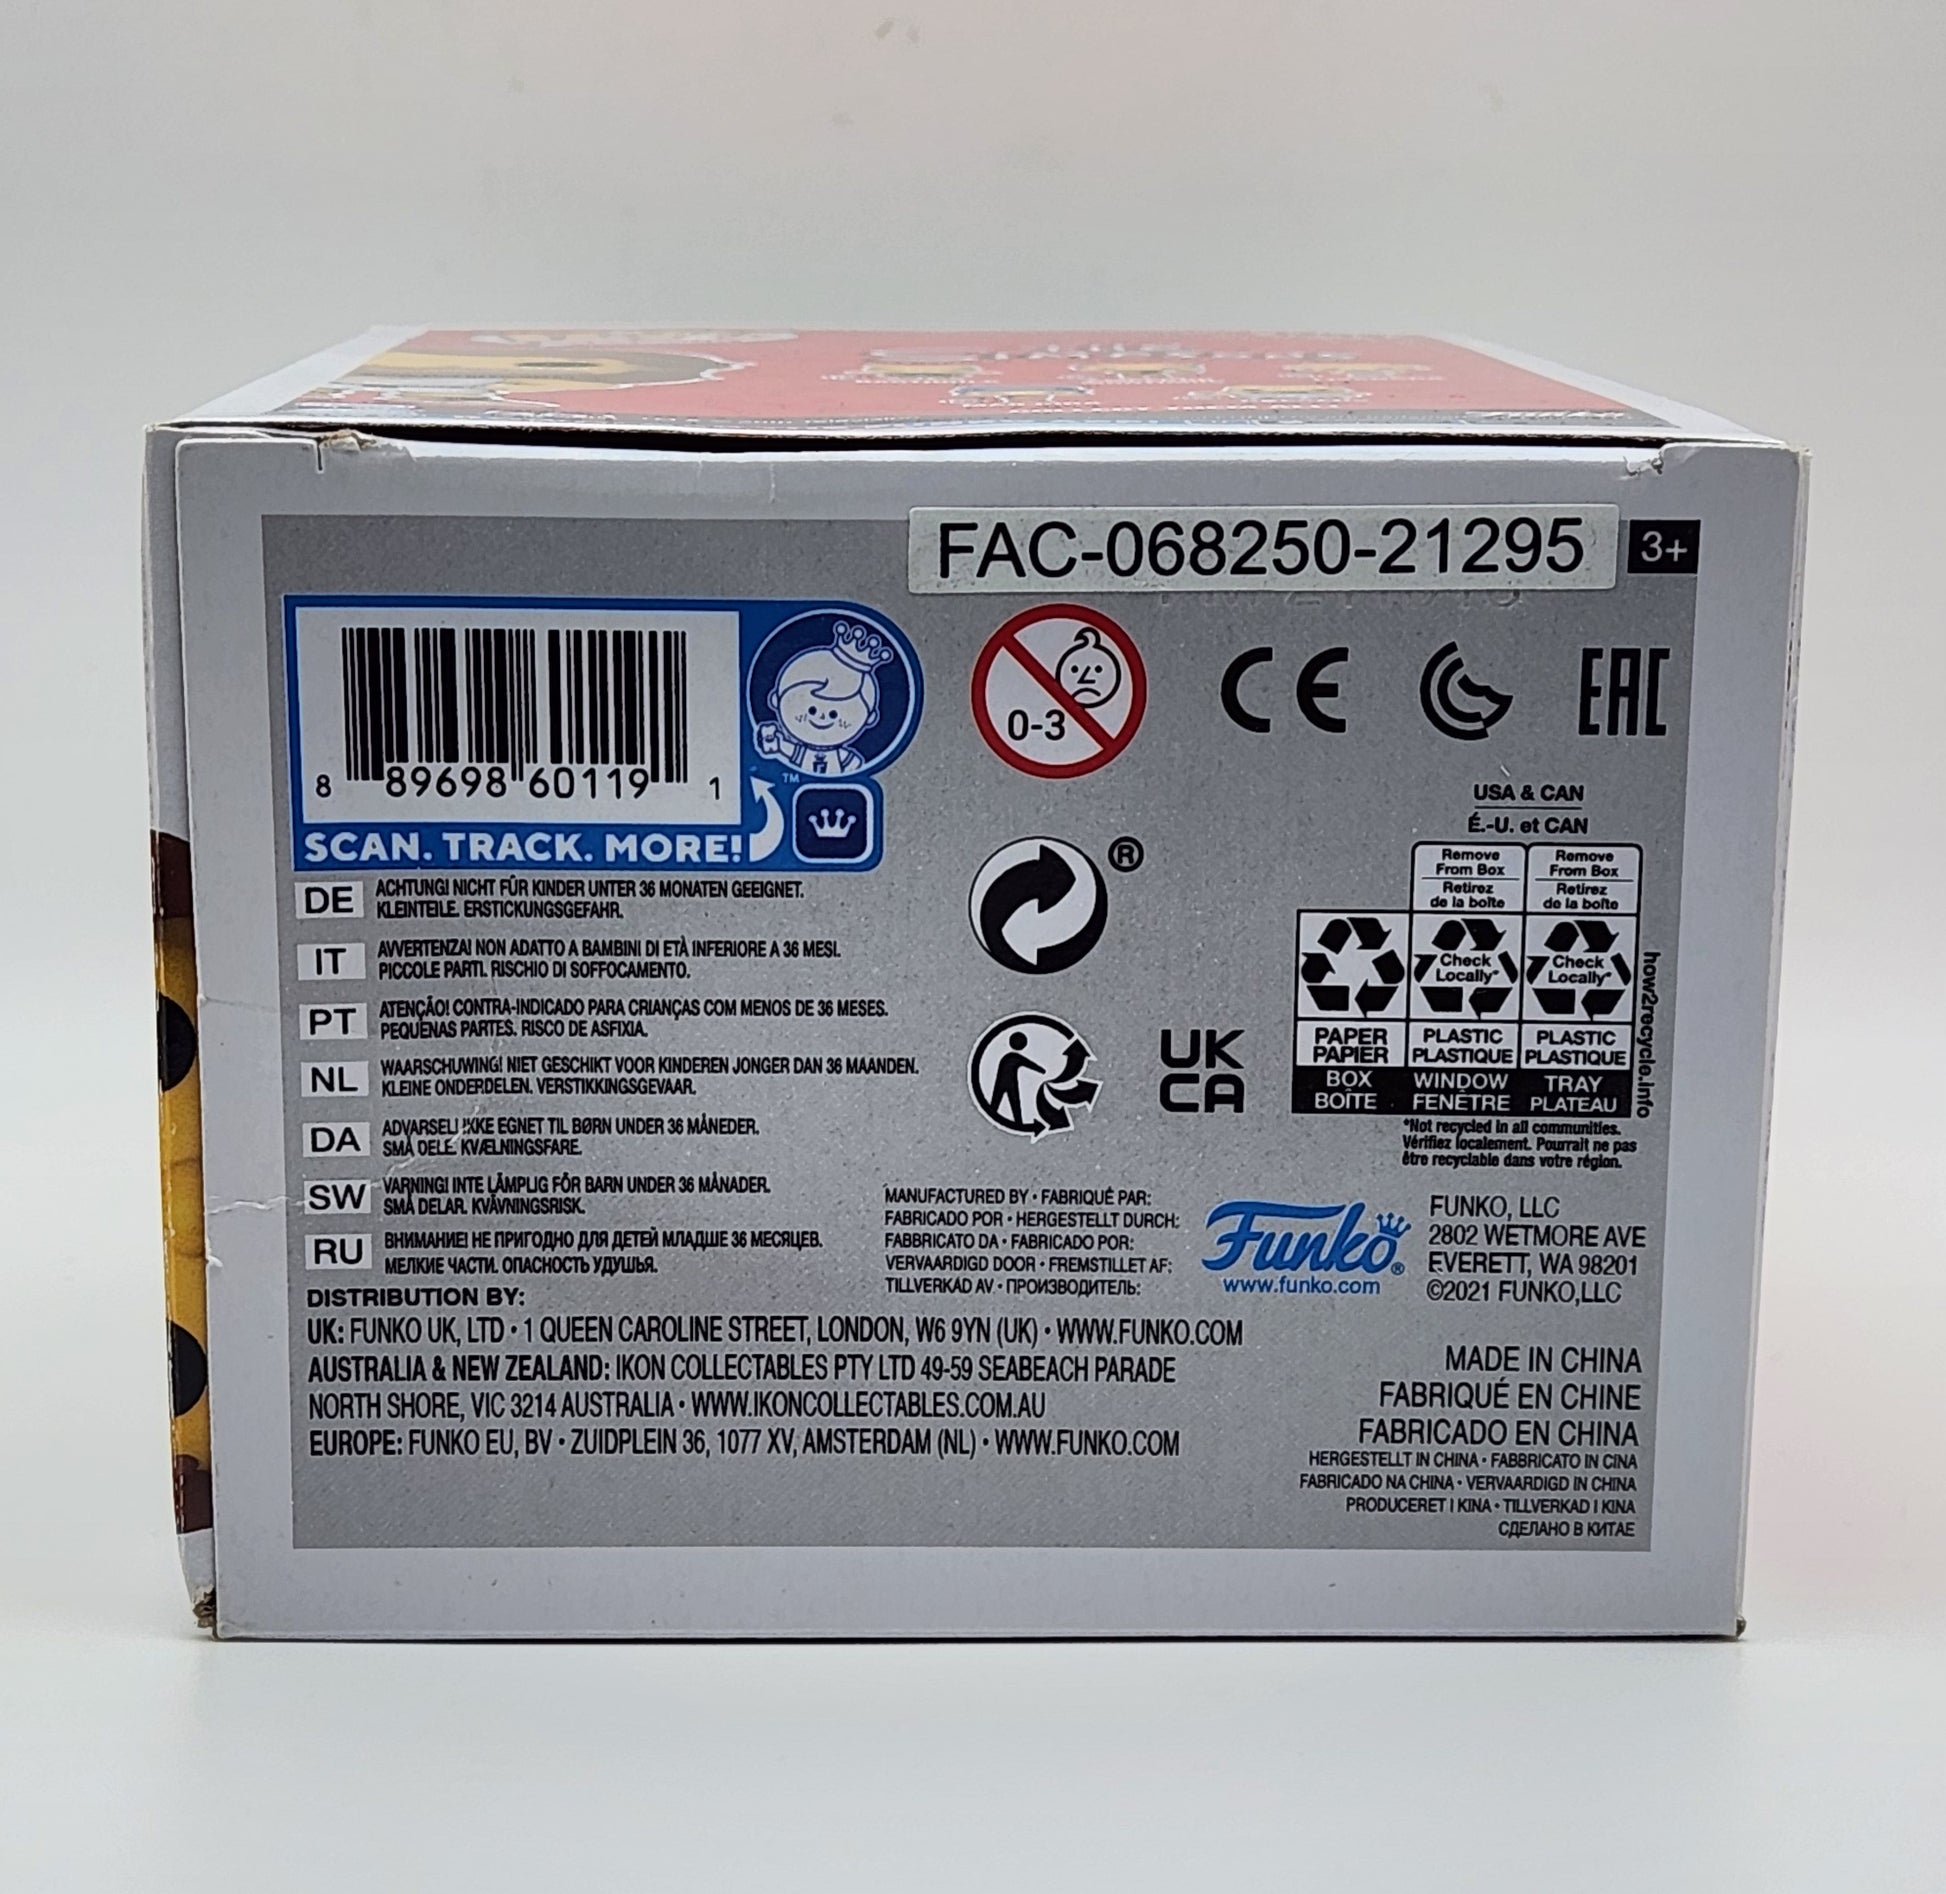 FAC-068250-21295
3+
8 89698 60119 1
TM
SCAN. TRACK. MORE!
0-3
CE
EAC
USA & CAN
É.-U. et CAN
Remove From Box
Retirez de la boîte
Remove From Box
Retirez de la boîte
Check Locally*
Check Locally*
PAPER PAPIER
PLASTIC PLASTIQUE
PLASTIC PLASTIQUE
BOX BOÎTE
WINDOW FENÊTRE
TRAY PLATEAU
how2recycle.info
*Not recycled in all communities.
Vérifiez localement. Pourrait ne pas
être recyclable dans votre région.
®
UK
CA
DE ACHTUNG! NICHT FÜR KINDER UNTER 36 MONATEN GEEIGNET.
KLEINTEILE. ERSTICKUNGSGEFAHR.
IT AVVERTENZA! NON ADATTO A BAMBINI DI ETÀ INFERIORE A 36 MESI.
PICCOLE PARTI. RISCHIO DI SOFFOCAMENTO.
PT ATENÇÃO! CONTRA-INDICADO PARA CRIANÇAS COM MENOS DE 36 MESES.
PEQUENAS PARTES. RISCO DE ASFIXIA.
NL WAARSCHUWING! NIET GESCHIKT VOOR KINDEREN JONGER DAN 36 MAANDEN.
KLEINE ONDERDELEN. VERSTIKKINGSGEVAAR.
DA ADVARSEL! IKKE EGNET TIL BØRN UNDER 36 MÅNEDER.
SMÅ DELE. KVÆLNINGSFARE.
SW VARNING! INTE LÄMPLIG FÖR BARN UNDER 36 MÅNADER.
SMÅ DELAR. KVÄVNINGSRISK.
RU ВНИМАНИЕ! НЕ ПРИГОДНО ДЛЯ ДЕТЕЙ МЛАДШЕ 36 МЕСЯЦЕВ.
МЕЛКИЕ ЧАСТИ. ОПАСНОСТЬ УДУШЬЯ.
MANUFACTURED BY • FABRIQUÉ PAR:
FABRICADO POR • HERGESTELLT DURCH:
FABBRICATO DA • FABRICADO POR:
VERVAARDIGD DOOR • FREMSTILLET AF:
TILLVERKAD AV • ПРОИЗВОДИТЕЛЬ:
Funko®
www.funko.com
FUNKO, LLC
2802 WETMORE AVE
EVERETT, WA 98201
©2021 FUNKO,LLC
DISTRIBUTION BY:
UK: FUNKO UK, LTD • 1 QUEEN CAROLINE STREET, LONDON, W6 9YN (UK) • WWW.FUNKO.COM
AUSTRALIA & NEW ZEALAND: IKON COLLECTABLES PTY LTD 49-59 SEABEACH PARADE
NORTH SHORE, VIC 3214 AUSTRALIA • WWW.IKONCOLLECTABLES.COM.AU
EUROPE: FUNKO EU, BV • ZUIDPLEIN 36, 1077 XV, AMSTERDAM (NL) • WWW.FUNKO.COM
MADE IN CHINA
FABRIQUÉ EN CHINE
FABRICADO EN CHINA
HERGESTELLT IN CHINA • FABBRICATO IN CINA
FABRICADO NA CHINA • VERVAARDIGD IN CHINA
PRODUCERET I KINA • TILLVERKAD I KINA
СДЕЛАНО В КИТАЕ